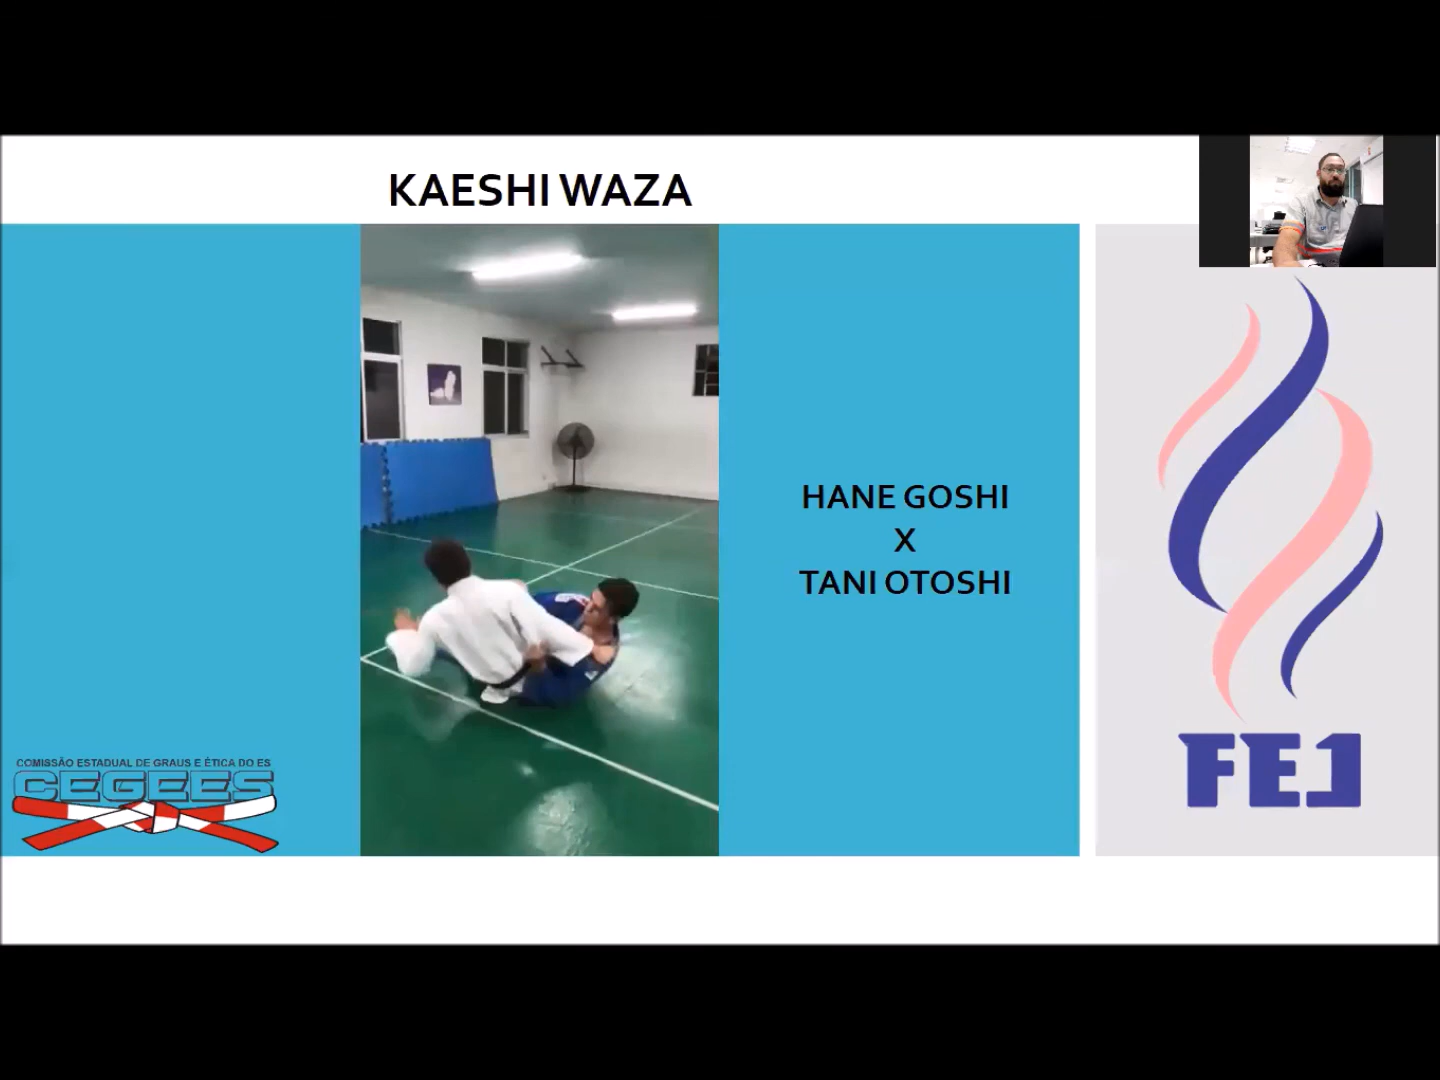 KAESHI WAZA
HANE GOSHI
X
TANI OTOSHI
COMISSÃO ESTADUAL DE GRAUS E ÉTICA DO ES
CEGEES
FEJ